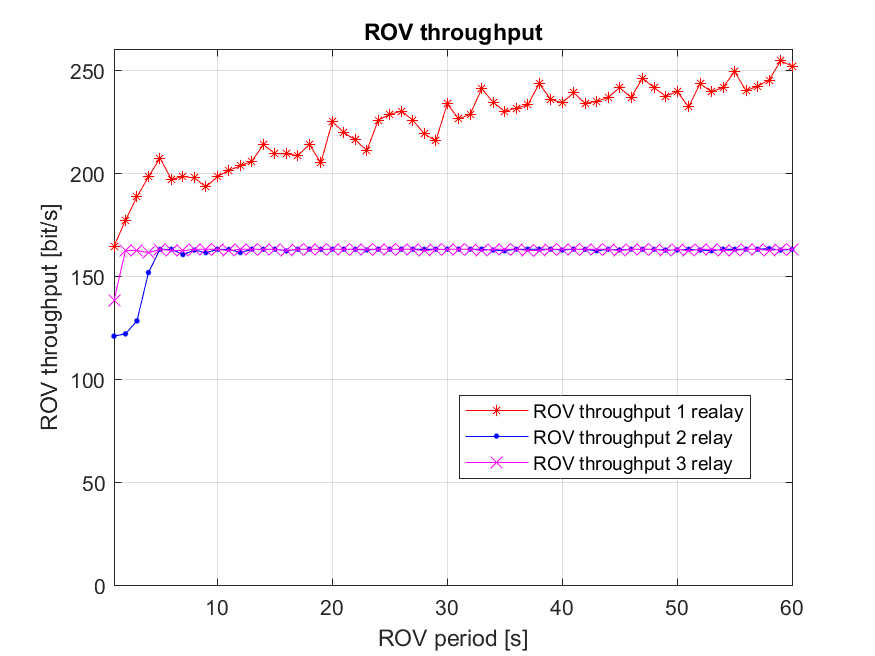 ROV throughput
250
200
150
100
50
0
ROV throughput [bit/s]
ROV throughput 1 realay
ROV throughput 2 relay
ROV throughput 3 relay
10 20 30 40 50 60
ROV period [s]